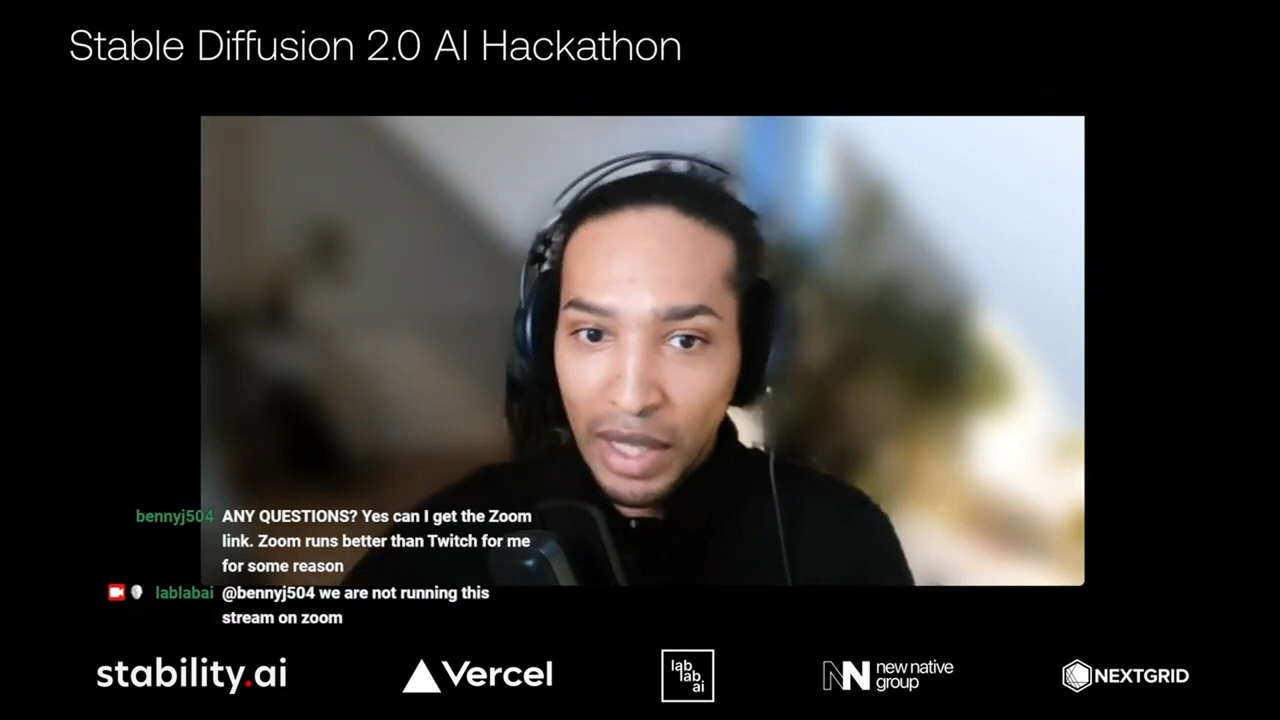 Stable Diffusion 2.0 AI Hackathon
bennyj504 ANY QUESTIONS? Yes can I get the Zoom
link. Zoom runs better than Twitch for me
for some reason
lablabai @bennyj504 we are not running this
stream on zoom
stability.ai Vercel lab lab ai new native group NEXTGRID